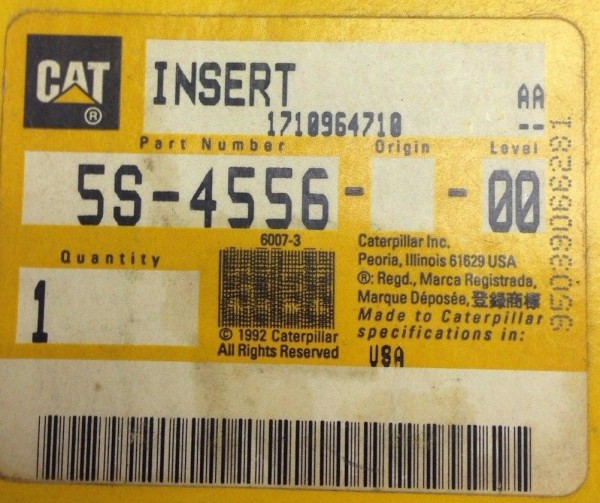 CAT
®
INSERT
AA
1710964710
--
Part Number
Origin
Level
5S-4556- -00
Quantity
1
6007-3
© 1992 Caterpillar
All Rights Reserved
Caterpillar Inc.
Peoria, Illinois 61629 USA
®: Regd., Marca Registrada,
Marque Déposée, 登録商標
Made to Caterpillar
specifications in:
USA